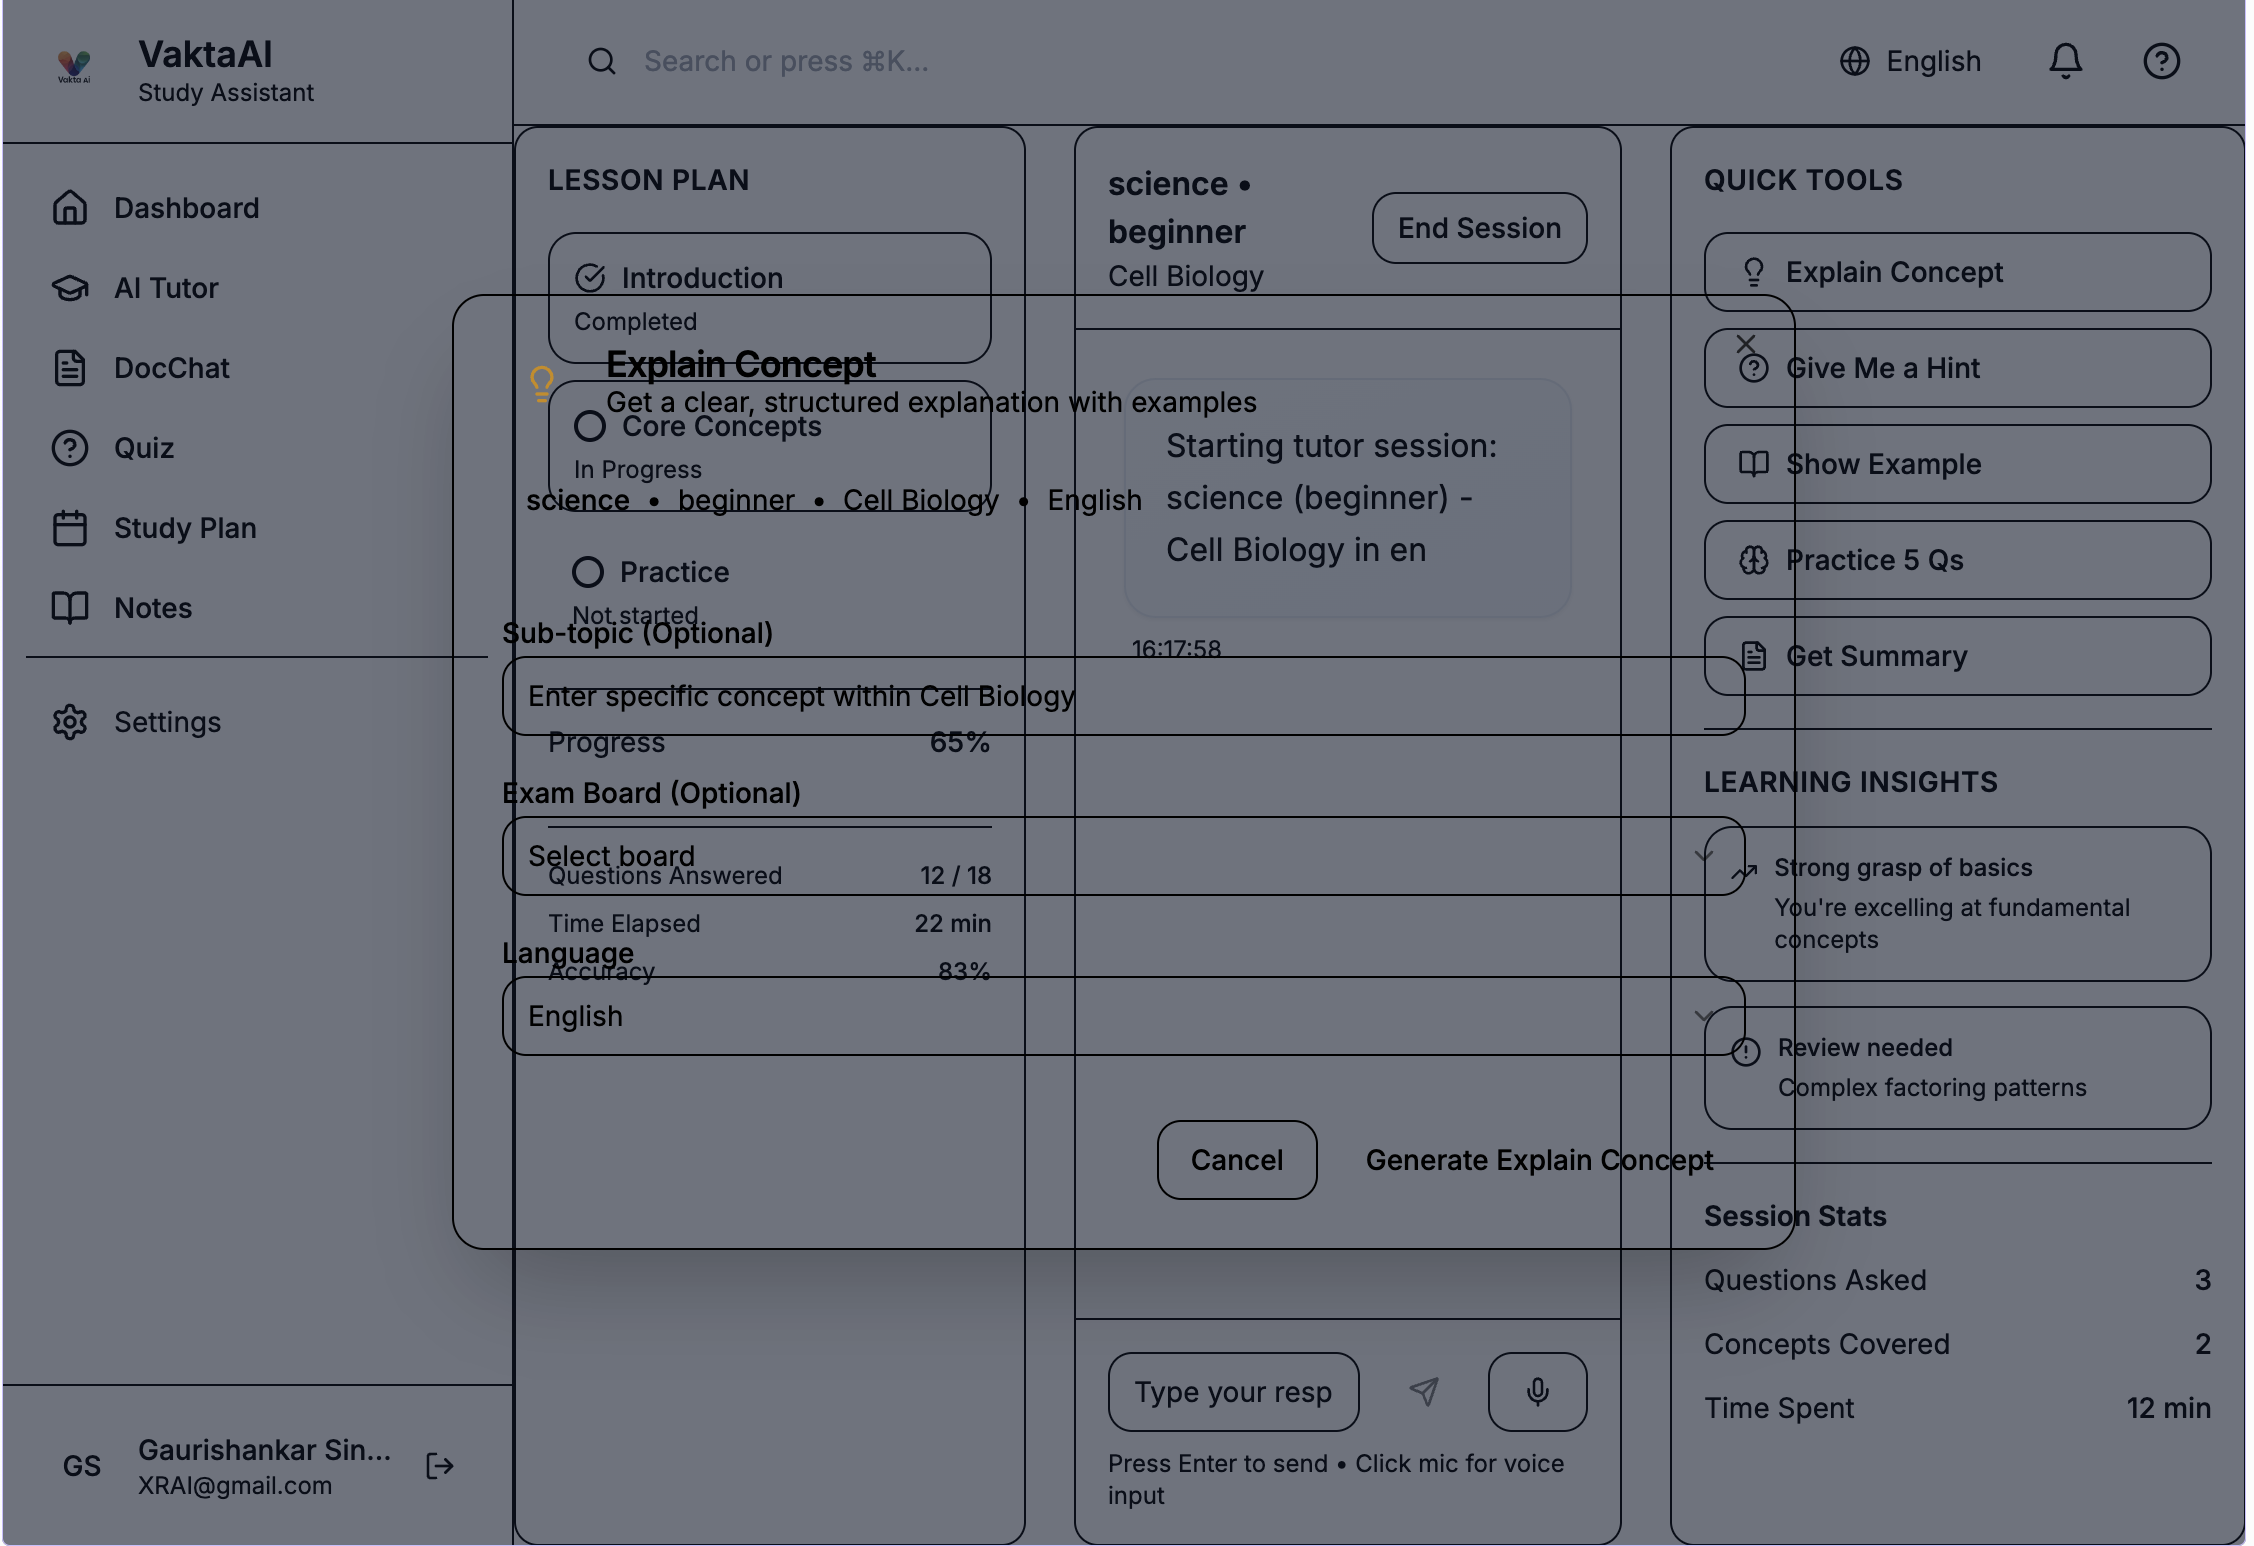 VaktaAI
Study Assistant
Vakta Ai
Search or press ⌘K...
English
Dashboard
AI Tutor
DocChat
Quiz
Study Plan
Notes
Settings
GS
Gaurishankar Sin...
XRAI@gmail.com
LESSON PLAN
Introduction
Completed
Core Concepts
In Progress
Practice
Not started
Progress 65%
Questions Answered 12 / 18
Time Elapsed 22 min
Accuracy 83%
science •
beginner
Cell Biology
End Session
Starting tutor session:
science (beginner) -
Cell Biology in en
16:17:58
Type your resp
Press Enter to send • Click mic for voice
input
Explain Concept
Get a clear, structured explanation with examples
science • beginner • Cell Biology • English
Sub-topic (Optional)
Enter specific concept within Cell Biology
Exam Board (Optional)
Select board
Language
English
Cancel
Generate Explain Concept
QUICK TOOLS
Explain Concept
Give Me a Hint
Show Example
Practice 5 Qs
Get Summary
LEARNING INSIGHTS
Strong grasp of basics
You're excelling at fundamental
concepts
Review needed
Complex factoring patterns
Session Stats
Questions Asked 3
Concepts Covered 2
Time Spent 12 min